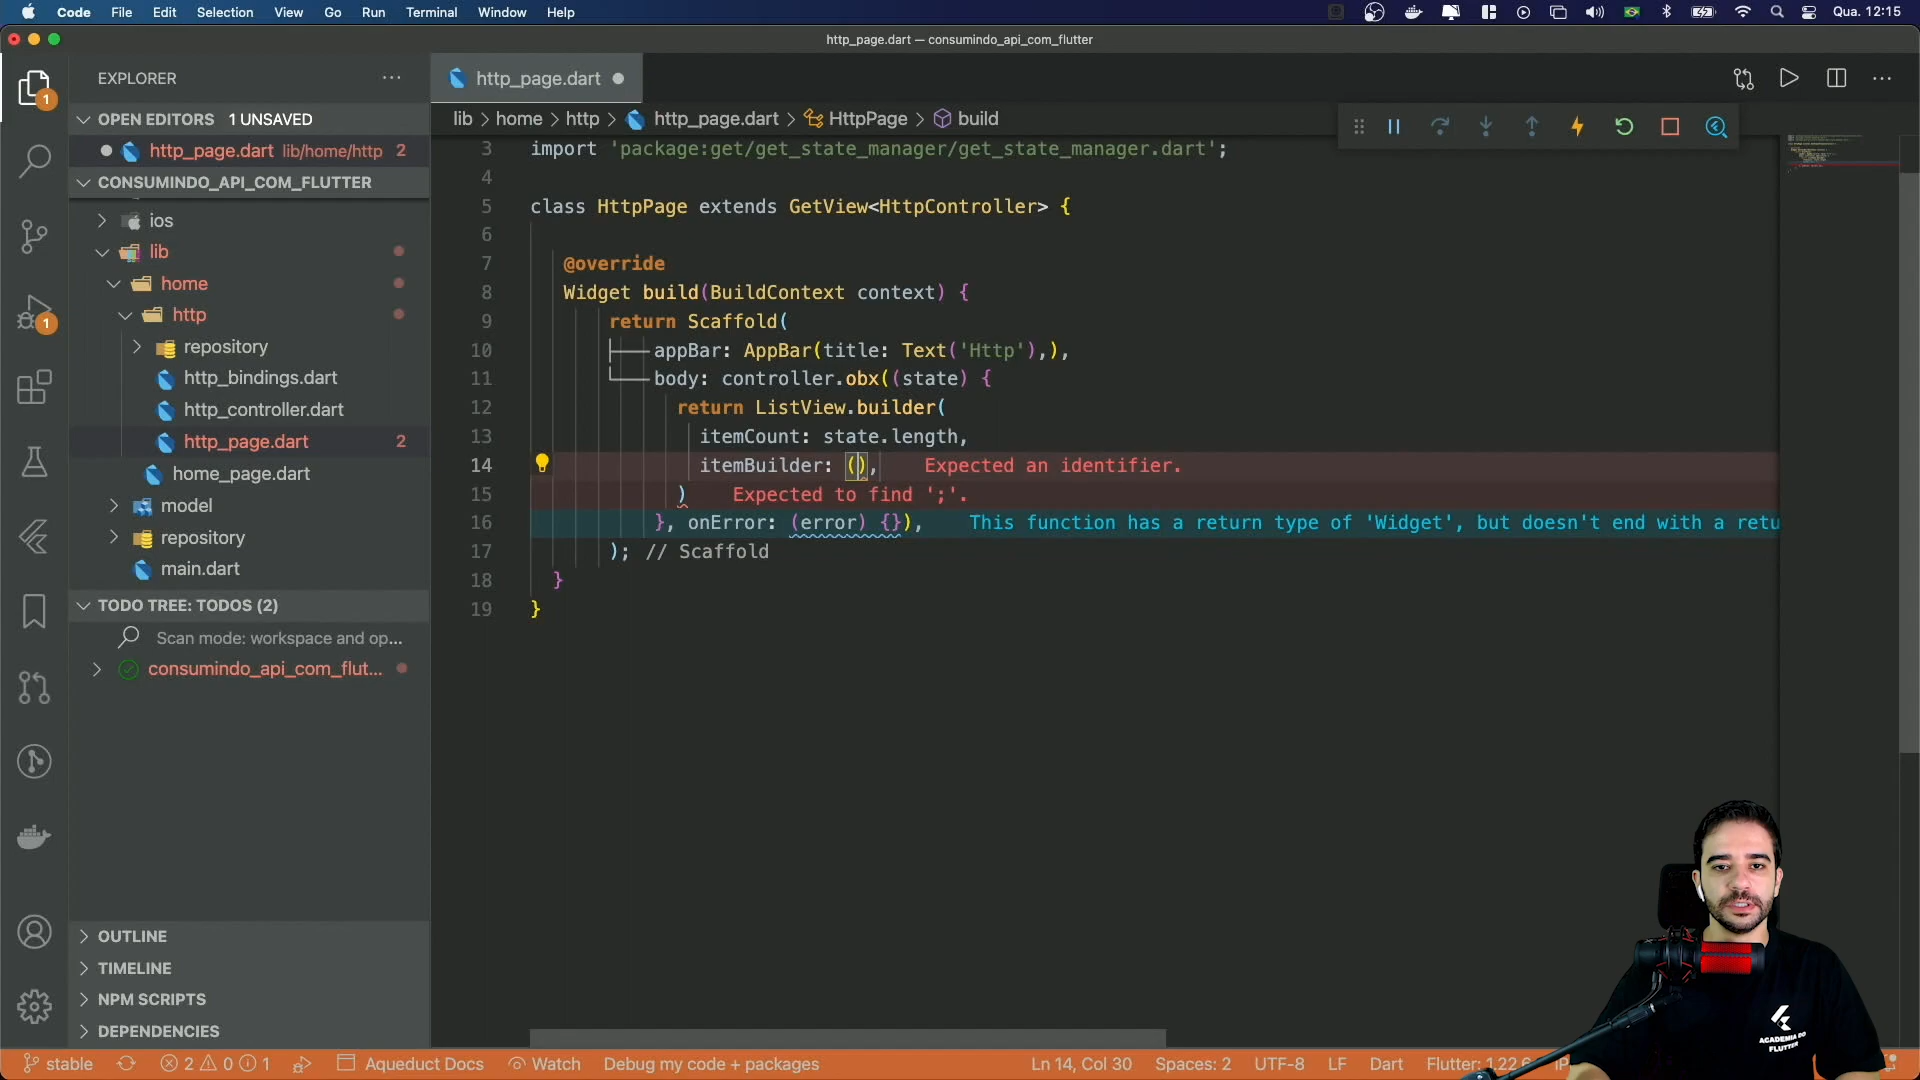 Code File Edit Selection View Go Run Terminal Window Help Qua. 12:15
http_page.dart — consumindo_api_com_flutter
EXPLORER
http_page.dart
1
OPEN EDITORS 1 UNSAVED
lib > home > http > http_page.dart > HttpPage > build
http_page.dart lib/home/http 2
3 import 'package:get/get_state_manager/get_state_manager.dart';
CONSUMINDO_API_COM_FLUTTER
4
ios
5 class HttpPage extends GetView<HttpController> {
6
lib
7 @override
home
8 Widget build(BuildContext context) {
http
9 return Scaffold(
1
repository
10 appBar: AppBar(title: Text('Http'),),
http_bindings.dart
11 body: controller.obx((state) {
http_controller.dart
12 return ListView.builder(
http_page.dart 2
13 itemCount: state.length,
14 itemBuilder: (), Expected an identifier.
home_page.dart
15 ) Expected to find ';'.
model
16 }, onError: (error) {}), This function has a return type of 'Widget', but doesn't end with a retu
repository
17 ); // Scaffold
main.dart
18 }
19 }
TODO TREE: TODOS (2)
Scan mode: workspace and op...
consumindo_api_com_flut...
OUTLINE
TIMELINE
NPM SCRIPTS
DEPENDENCIES
ACADEMIA DO
FLUTTER
stable 2 0 1 Aqueduct Docs Watch Debug my code + packages Ln 14, Col 30 Spaces: 2 UTF-8 LF Dart Flutter: 1.22.6